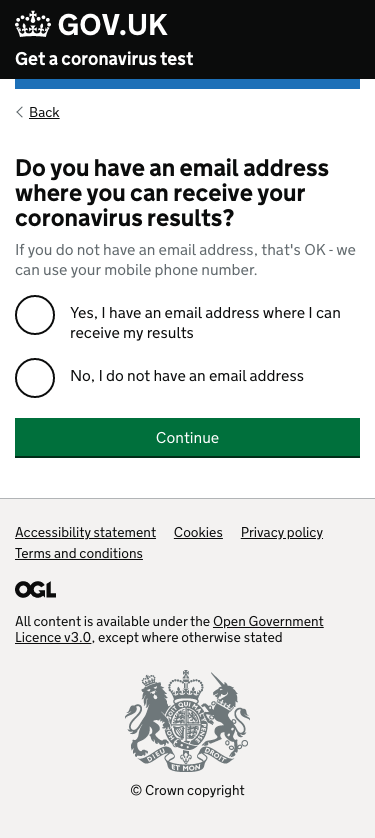 GOV.UK
Get a coronavirus test
Back
Do you have an email address
where you can receive your
coronavirus results?
If you do not have an email address, that's OK - we
can use your mobile phone number.
Yes, I have an email address where I can
receive my results
No, I do not have an email address
Continue
Accessibility statement Cookies Privacy policy
Terms and conditions
OGL
All content is available under the Open Government
Licence v3.0, except where otherwise stated
DIEU ET MON DROIT
© Crown copyright